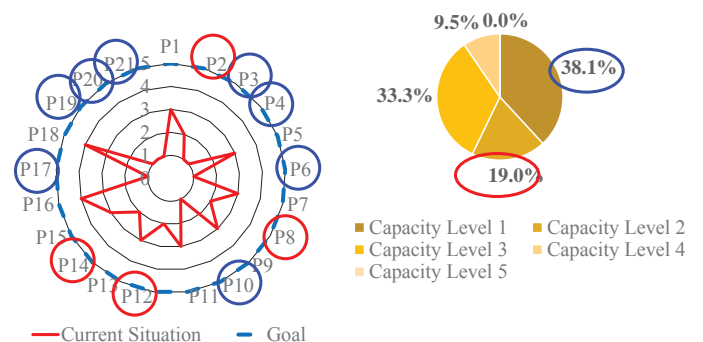 P1
P2
P3
P4
P5
P6
P7
P8
P9
P10
P11
P12
P13
P14
P15
P16
P17
P18
P19
P20
P21
5
4
3
2
1
0
Current Situation
Goal
9.5% 0.0%
38.1%
33.3%
19.0%
Capacity Level 1 Capacity Level 2
Capacity Level 3 Capacity Level 4
Capacity Level 5